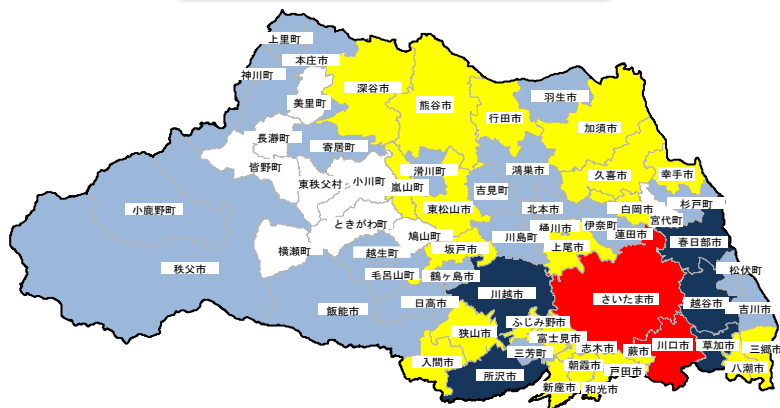 上里町
本庄市
神川町
深谷市
熊谷市
羽生市
美里町
行田市
加須市
長瀞町
寄居町
皆野町
滑川町
鴻巣市
久喜市
幸手市
東秩父村
小川町
嵐山町
吉見町
小鹿野町
東松山市
北本市
白岡市
杉戸町
ときがわ町
桶川市
伊奈町
宮代町
鳩山町
川島町
蓮田市
春日部市
横瀬町
越生町
坂戸市
上尾市
秩父市
毛呂山町
鶴ヶ島市
松伏町
川越市
さいたま市
日高市
越谷市
吉川市
飯能市
ふじみ野市
狭山市
富士見市
三芳町
志木市
蕨市
川口市
草加市
三郷市
入間市
所沢市
朝霞市
戸田市
八潮市
新座市
和光市